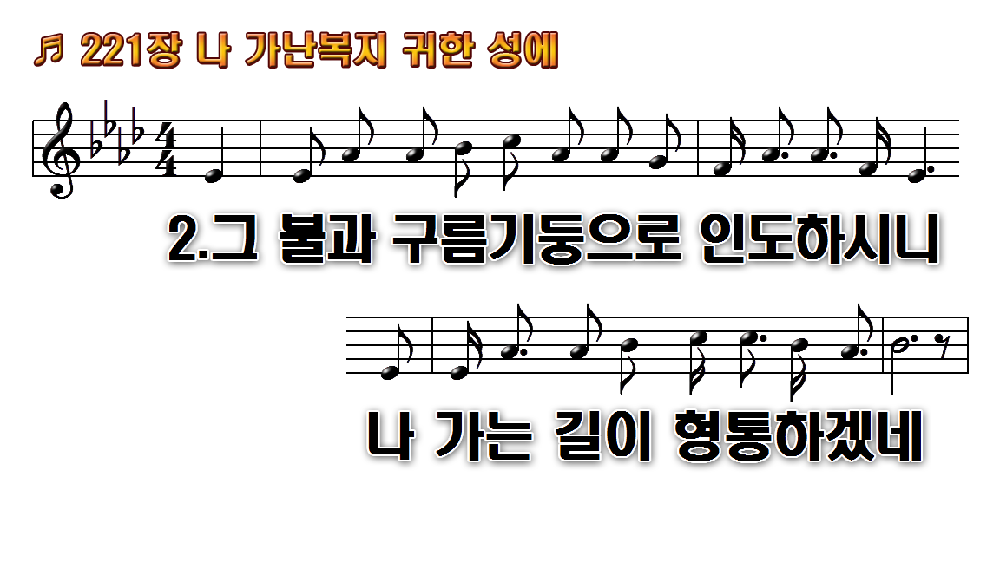 ♬ 221장 나 가난복지 귀한 성에
4
4
2.그 불과 구름기둥으로 인도하시니
나 가는 길이 형통하겠네